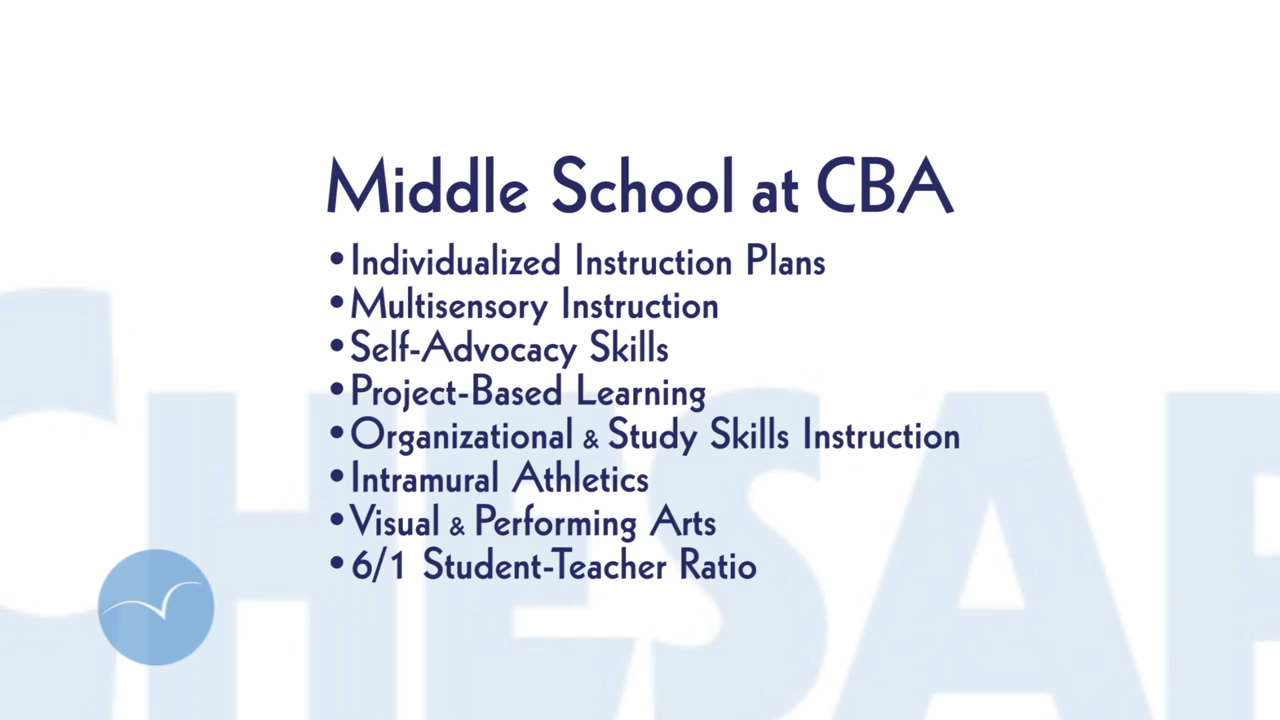 Middle School at CBA
•Individualized Instruction Plans
•Multisensory Instruction
•Self-Advocacy Skills
•Project-Based Learning
•Organizational & Study Skills Instruction
•Intramural Athletics
•Visual & Performing Arts
•6/1 Student-Teacher Ratio
CHESAP